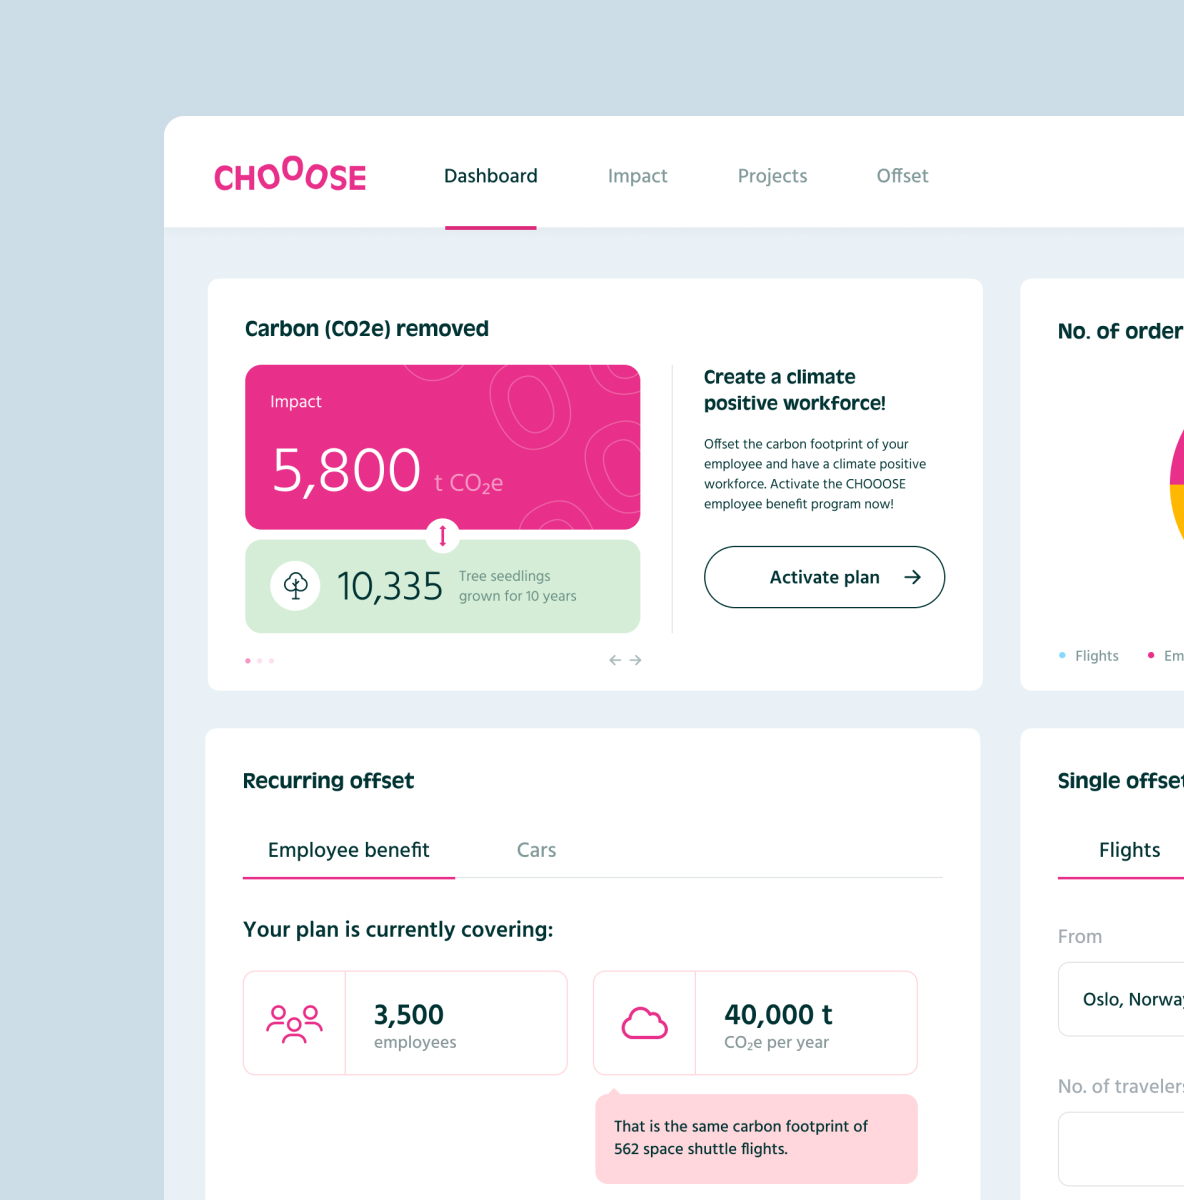 CHOOOSE
Dashboard
Impact
Projects
Offset
Carbon (CO2e) removed
Impact
5,800 t CO₂e
10,335
Tree seedlings
grown for 10 years
Create a climate
positive workforce!
Offset the carbon footprint of your
employee and have a climate positive
workforce. Activate the CHOOOSE
employee benefit program now!
Activate plan
No. of order
Flights
Em
Recurring offset
Employee benefit
Cars
Your plan is currently covering:
3,500
employees
40,000 t
CO₂e per year
That is the same carbon footprint of
562 space shuttle flights.
Single offset
Flights
From
Oslo, Norway
No. of travelers